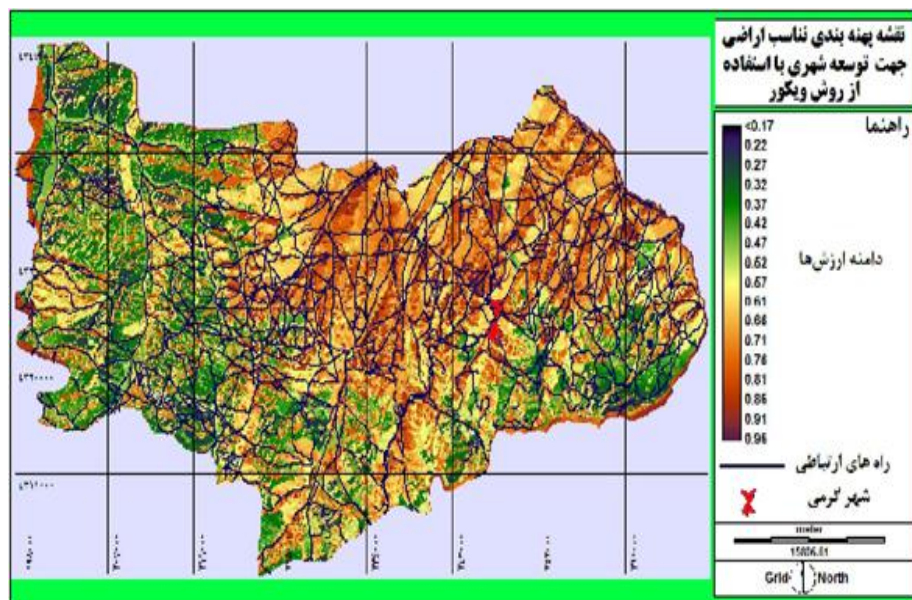 نقشه پهنه بندی تناسب اراضی
جهت توسعه شهری با استفاده
از روش ویکور
راهنما
<0.17
0.22
0.27
0.32
0.37
0.42
0.47
0.52
0.57
0.61
0.66
0.71
0.76
0.81
0.86
0.91
0.96
دامنه ارزش‌ها
راه های ارتباطی
شهر گرمی
meter
Grid
North